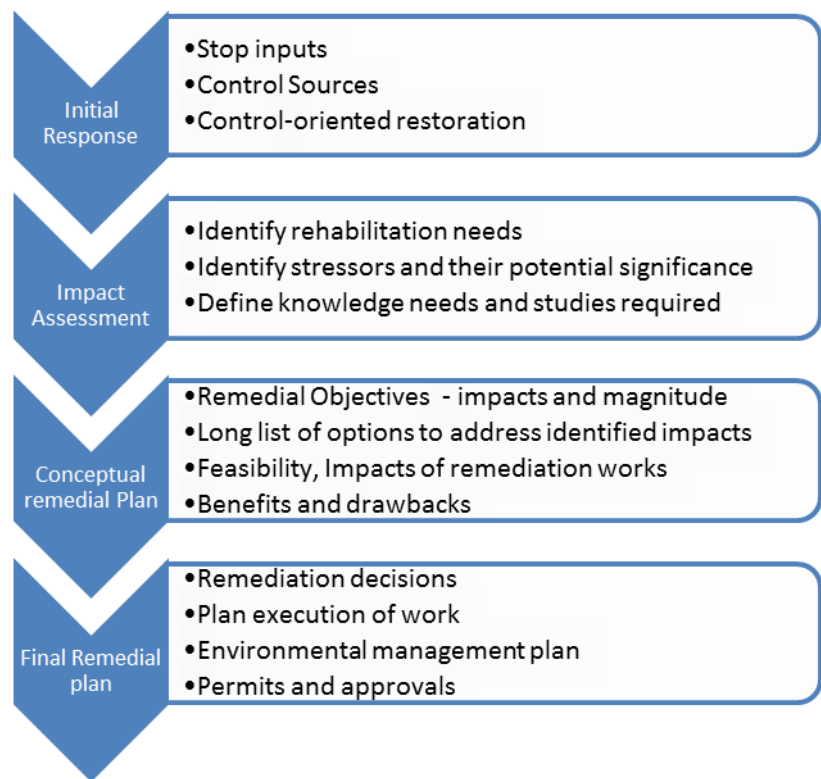 Initial
Response
•Stop inputs
•Control Sources
•Control-oriented restoration
Impact
Assessment
•Identify rehabilitation needs
•Identify stressors and their potential significance
•Define knowledge needs and studies required
Conceptual
remedial Plan
•Remedial Objectives - impacts and magnitude
•Long list of options to address identified impacts
•Feasibility, Impacts of remediation works
•Benefits and drawbacks
Final Remedial
plan
•Remediation decisions
•Plan execution of work
•Environmental management plan
•Permits and approvals